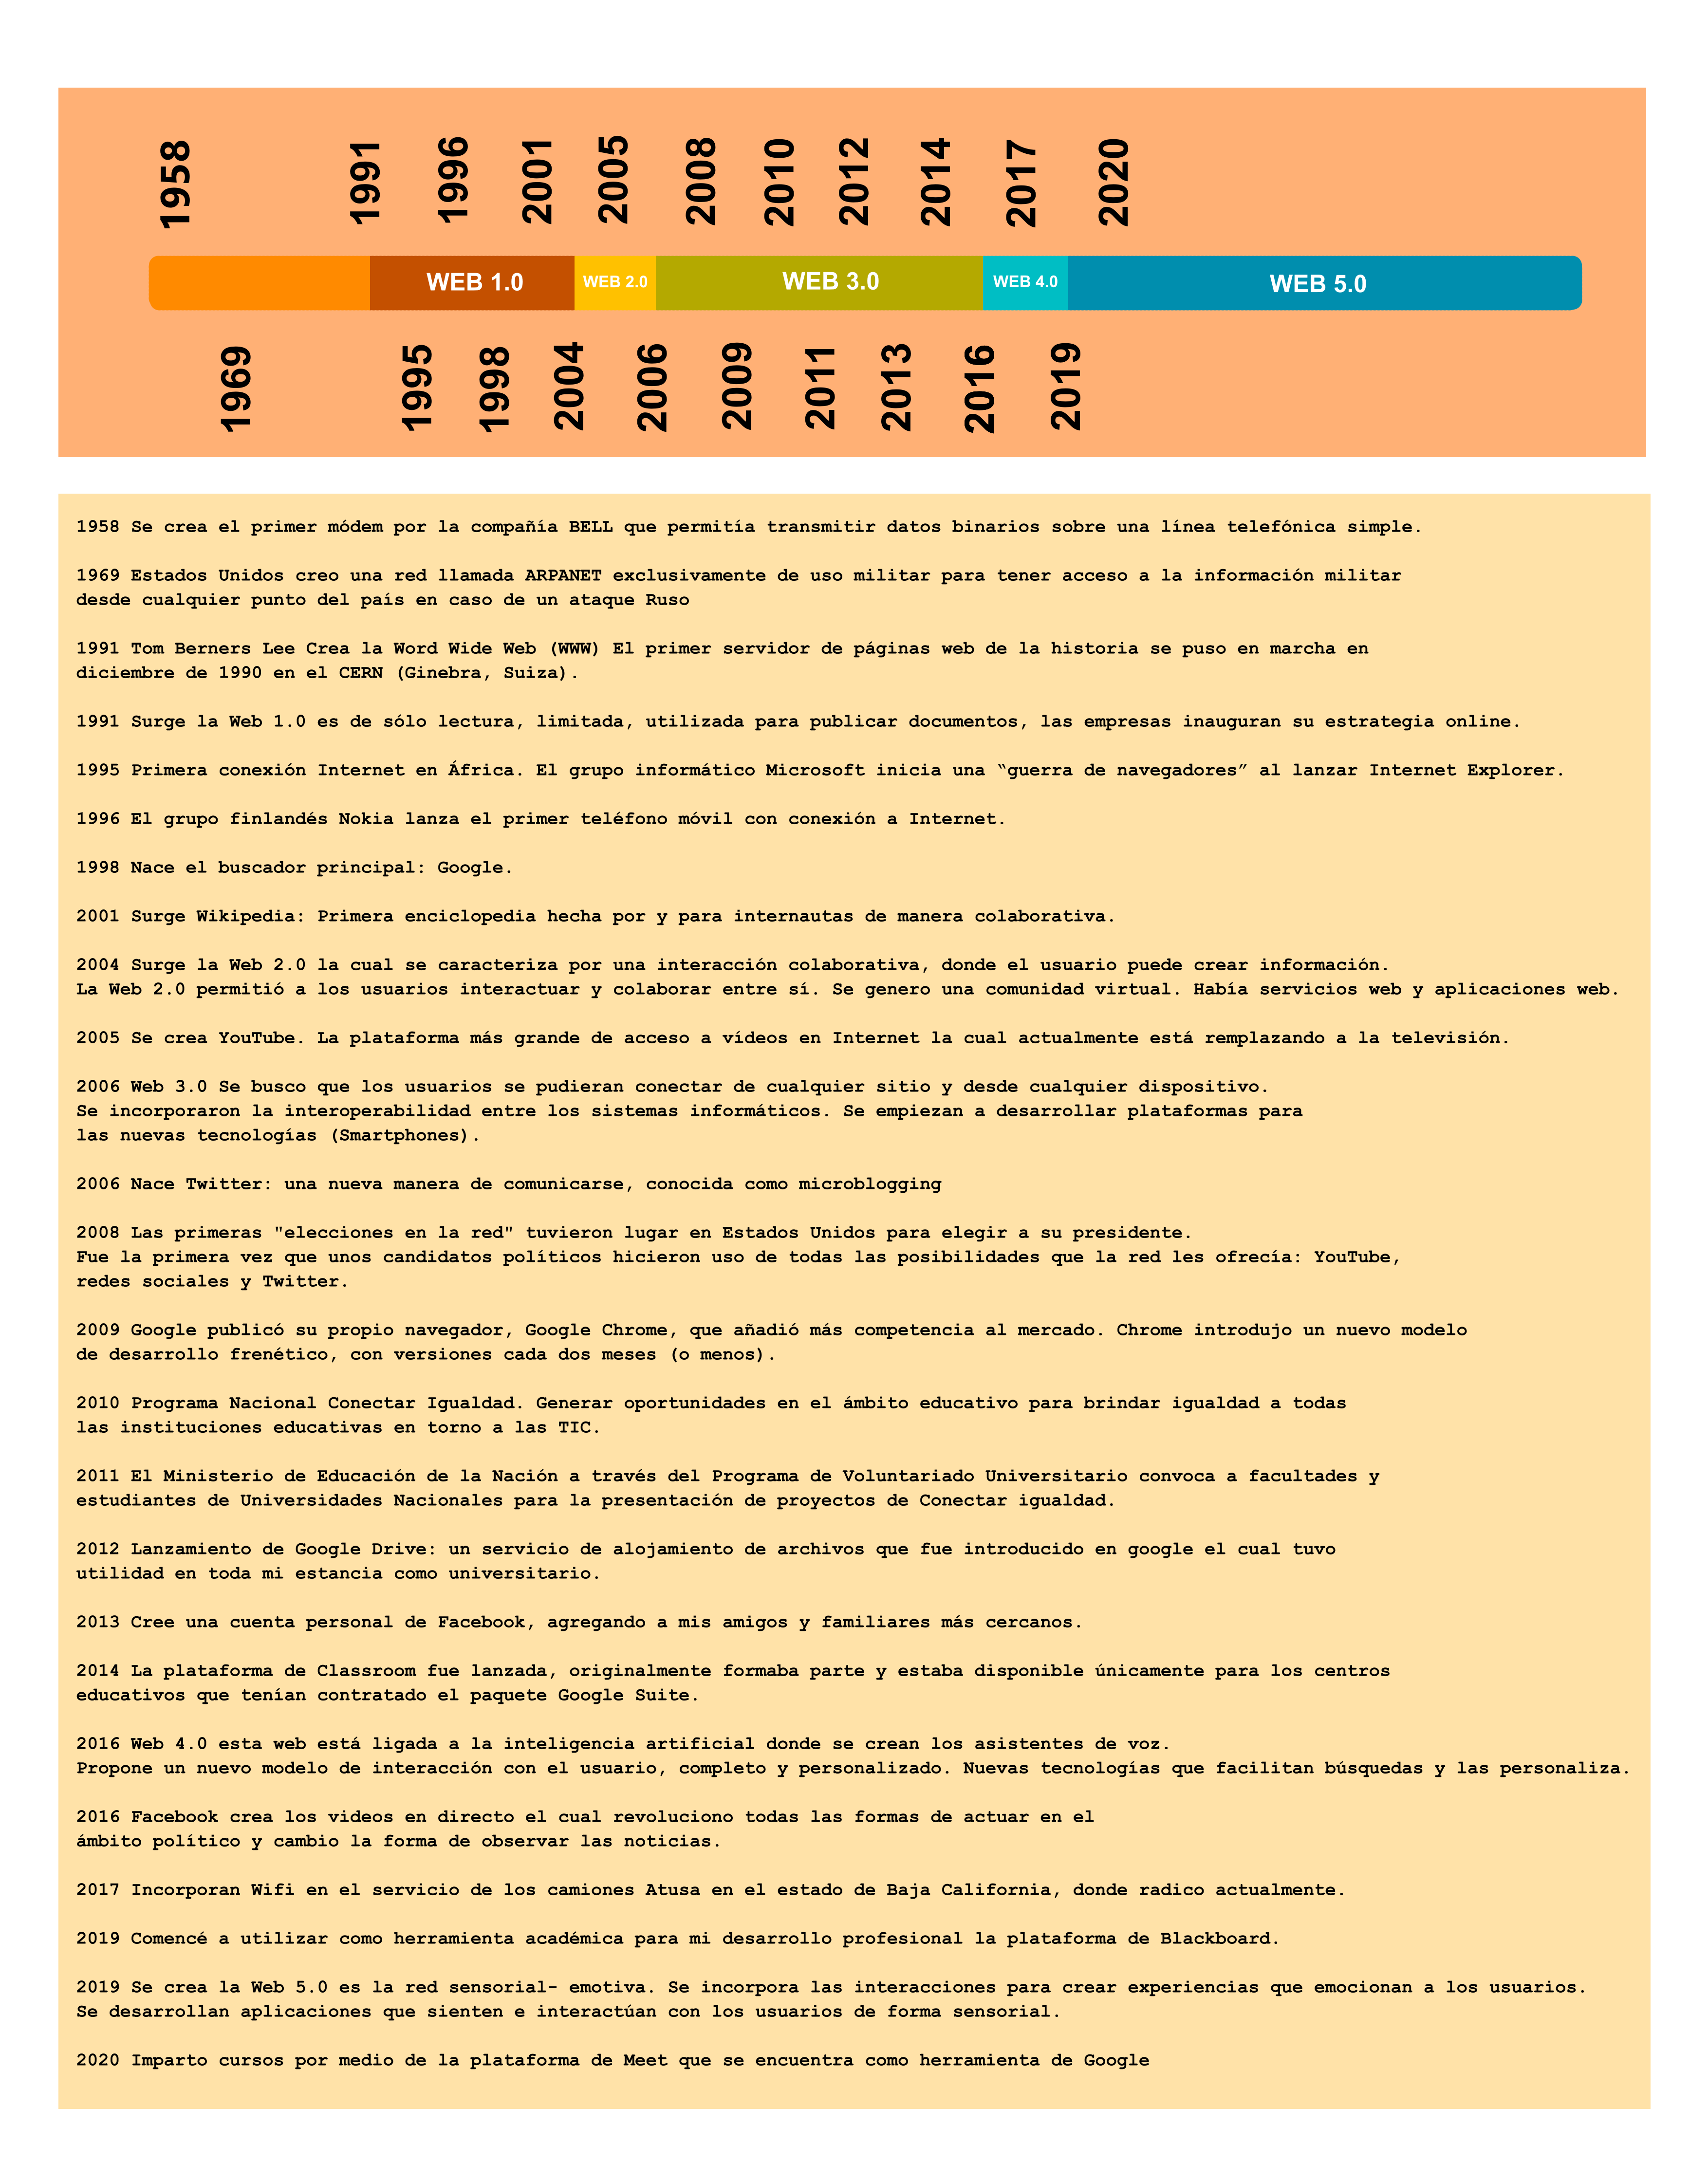 1958
1991
1996
2001
2005
2008
2010
2012
2014
2017
2020
WEB 1.0
WEB 2.0
WEB 3.0
WEB 4.0
WEB 5.0
1969
1995
1998
2004
2006
2009
2011
2013
2016
2019
1958 Se crea el primer módem por la compañía BELL que permitía transmitir datos binarios sobre una línea telefónica simple.
1969 Estados Unidos creo una red llamada ARPANET exclusivamente de uso militar para tener acceso a la información militar
desde cualquier punto del país en caso de un ataque Ruso
1991 Tom Berners Lee Crea la Word Wide Web (WWW) El primer servidor de páginas web de la historia se puso en marcha en
diciembre de 1990 en el CERN (Ginebra, Suiza).
1991 Surge la Web 1.0 es de sólo lectura, limitada, utilizada para publicar documentos, las empresas inauguran su estrategia online.
1995 Primera conexión Internet en África. El grupo informático Microsoft inicia una “guerra de navegadores” al lanzar Internet Explorer.
1996 El grupo finlandés Nokia lanza el primer teléfono móvil con conexión a Internet.
1998 Nace el buscador principal: Google.
2001 Surge Wikipedia: Primera enciclopedia hecha por y para internautas de manera colaborativa.
2004 Surge la Web 2.0 la cual se caracteriza por una interacción colaborativa, donde el usuario puede crear información.
La Web 2.0 permitió a los usuarios interactuar y colaborar entre sí. Se genero una comunidad virtual. Había servicios web y aplicaciones web.
2005 Se crea YouTube. La plataforma más grande de acceso a vídeos en Internet la cual actualmente está remplazando a la televisión.
2006 Web 3.0 Se busco que los usuarios se pudieran conectar de cualquier sitio y desde cualquier dispositivo.
Se incorporaron la interoperabilidad entre los sistemas informáticos. Se empiezan a desarrollar plataformas para
las nuevas tecnologías (Smartphones).
2006 Nace Twitter: una nueva manera de comunicarse, conocida como microblogging
2008 Las primeras "elecciones en la red" tuvieron lugar en Estados Unidos para elegir a su presidente.
Fue la primera vez que unos candidatos políticos hicieron uso de todas las posibilidades que la red les ofrecía: YouTube,
redes sociales y Twitter.
2009 Google publicó su propio navegador, Google Chrome, que añadió más competencia al mercado. Chrome introdujo un nuevo modelo
de desarrollo frenético, con versiones cada dos meses (o menos).
2010 Programa Nacional Conectar Igualdad. Generar oportunidades en el ámbito educativo para brindar igualdad a todas
las instituciones educativas en torno a las TIC.
2011 El Ministerio de Educación de la Nación a través del Programa de Voluntariado Universitario convoca a facultades y
estudiantes de Universidades Nacionales para la presentación de proyectos de Conectar igualdad.
2012 Lanzamiento de Google Drive: un servicio de alojamiento de archivos que fue introducido en google el cual tuvo
utilidad en toda mi estancia como universitario.
2013 Cree una cuenta personal de Facebook, agregando a mis amigos y familiares más cercanos.
2014 La plataforma de Classroom fue lanzada, originalmente formaba parte y estaba disponible únicamente para los centros
educativos que tenían contratado el paquete Google Suite.
2016 Web 4.0 esta web está ligada a la inteligencia artificial donde se crean los asistentes de voz.
Propone un nuevo modelo de interacción con el usuario, completo y personalizado. Nuevas tecnologías que facilitan búsquedas y las personaliza.
2016 Facebook crea los videos en directo el cual revoluciono todas las formas de actuar en el
ámbito político y cambio la forma de observar las noticias.
2017 Incorporan Wifi en el servicio de los camiones Atusa en el estado de Baja California, donde radico actualmente.
2019 Comencé a utilizar como herramienta académica para mi desarrollo profesional la plataforma de Blackboard.
2019 Se crea la Web 5.0 es la red sensorial- emotiva. Se incorpora las interacciones para crear experiencias que emocionan a los usuarios.
Se desarrollan aplicaciones que sienten e interactúan con los usuarios de forma sensorial.
2020 Imparto cursos por medio de la plataforma de Meet que se encuentra como herramienta de Google